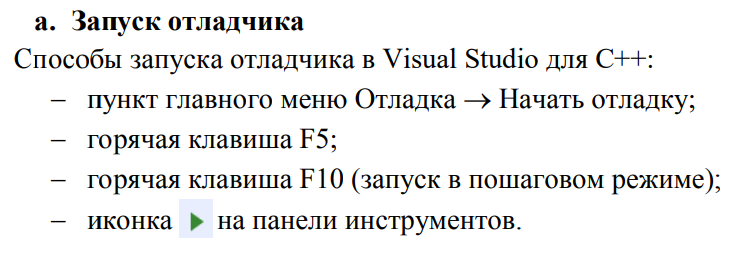 a. Запуск отладчика
Способы запуска отладчика в Visual Studio для C++:
– пункт главного меню Отладка → Начать отладку;
– горячая клавиша F5;
– горячая клавиша F10 (запуск в пошаговом режиме);
– иконка на панели инструментов.